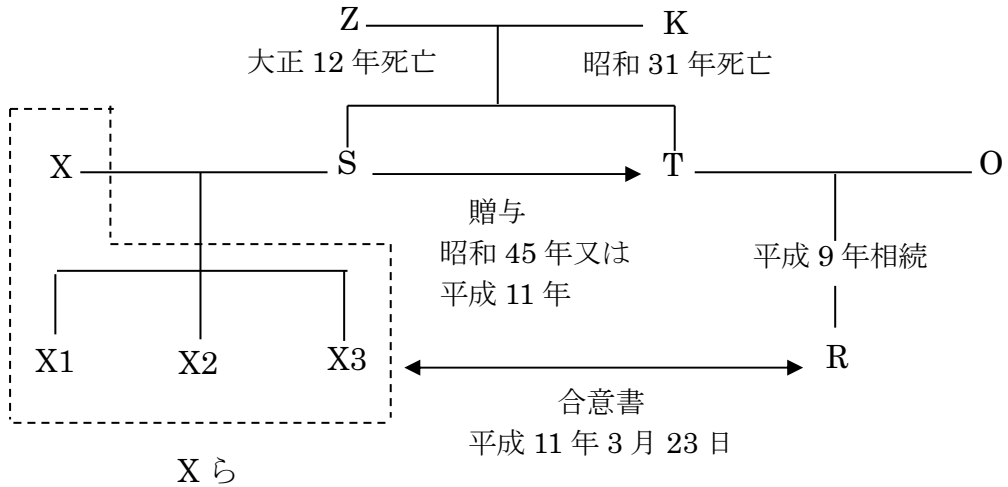 Z
K
大正 12 年死亡
昭和 31 年死亡
X
S
T
O
贈与
昭和 45 年又は
平成 11 年
平成 9 年相続
X1
X2
X3
R
合意書
平成 11 年 3 月 23 日
X ら